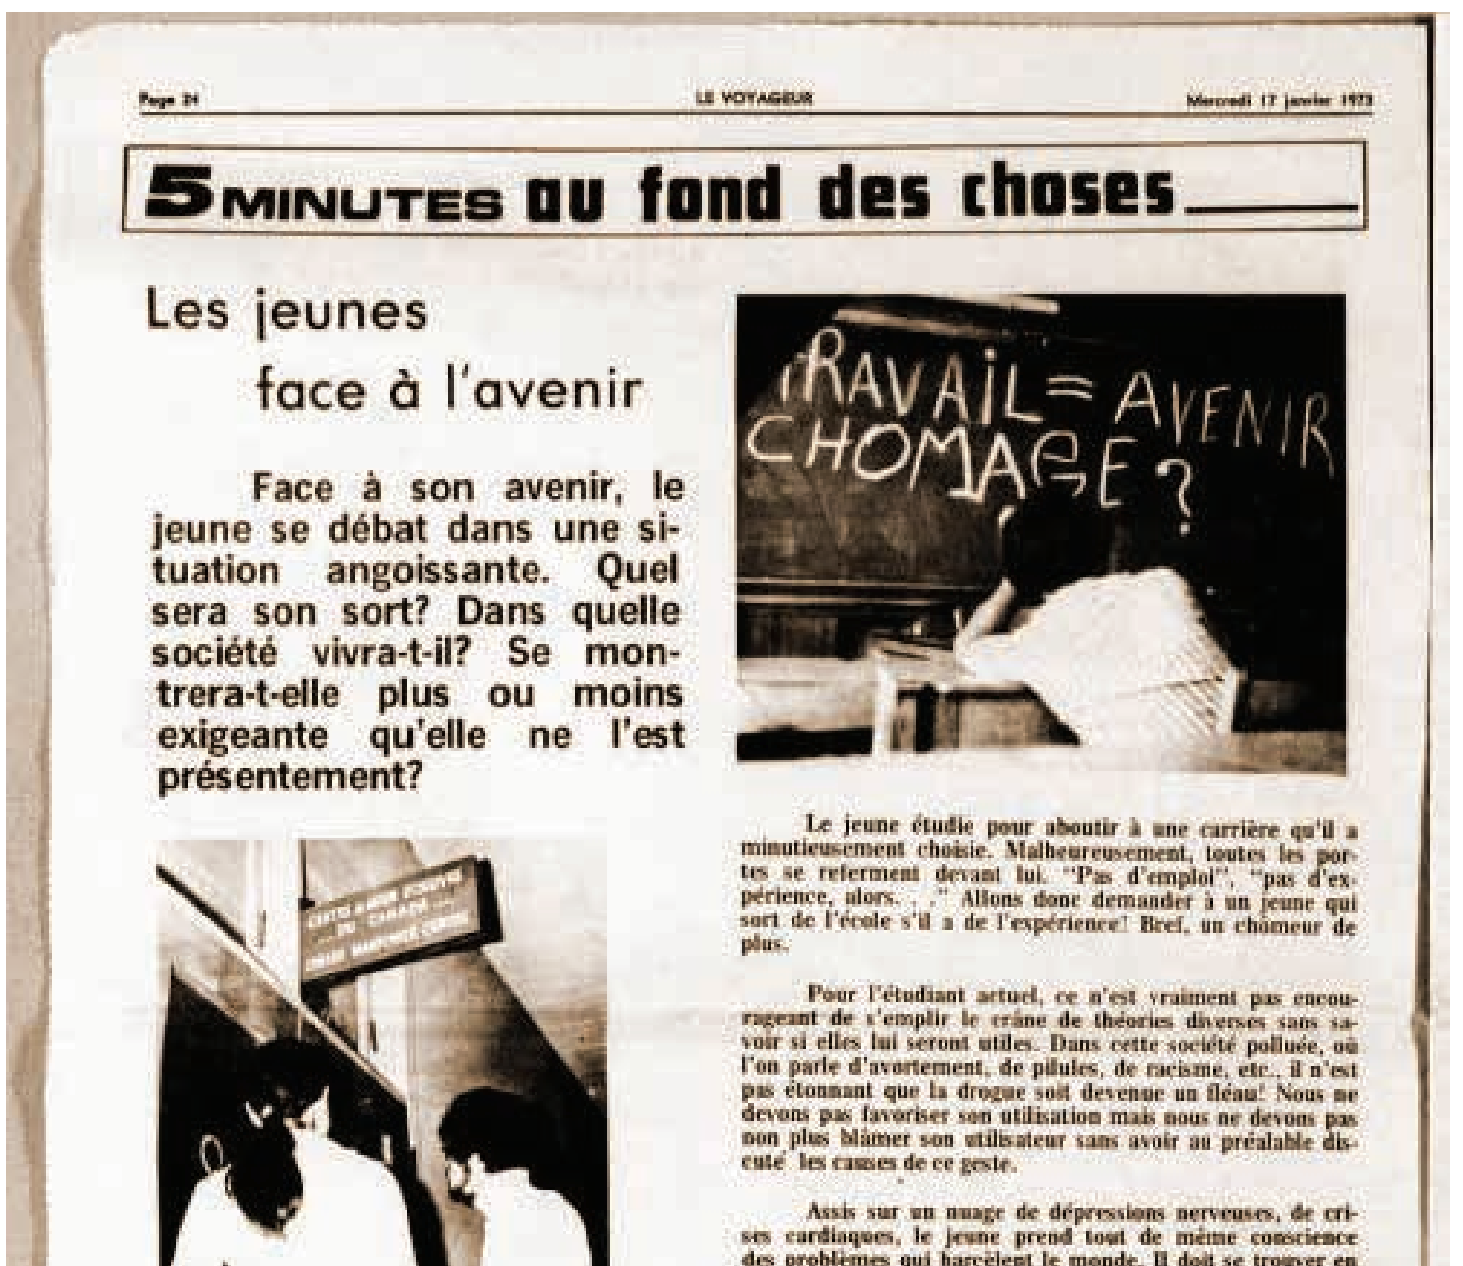 Page 24
LE VOYAGEUR
Mercredi 17 janvier 1973
5 MINUTES au fond des choses
Les jeunes
face à l'avenir
Face à son avenir, le
jeune se débat dans une si-
tuation angoissante. Quel
sera son sort? Dans quelle
société vivra-t-il? Se mon-
trera-t-elle plus ou moins
exigeante qu'elle ne l'est
présentement?
TRAVAIL = AVENIR
CHOMAGE ?
Le jeune étudie pour aboutir à une carrière qu'il a
minutieusement choisie. Malheureusement, toutes les por-
tes se referment devant lui. "Pas d'emploi", "pas d'ex-
périence, alors. . ." Allons donc demander à un jeune qui
sort de l'école s'il a de l'expérience! Bref, un chômeur de
plus.
Pour l'étudiant actuel, ce n'est vraiment pas encou-
rageant de s'emplir le crâne de théories diverses sans sa-
voir si elles lui seront utiles. Dans cette société polluée, où
l'on parle d'avortement, de pilules, de racisme, etc., il n'est
pas étonnant que la drogue soit devenue un fléau! Nous ne
devons pas favoriser son utilisation mais nous ne devons pas
non plus blâmer son utilisateur sans avoir au préalable dis-
cuté les causes de ce geste.
Assis sur un nuage de dépressions nerveuses, de cri-
ses cardiaques, le jeune prend tout de même conscience
des problèmes qui harcèlent le monde. Il doit se trouver en